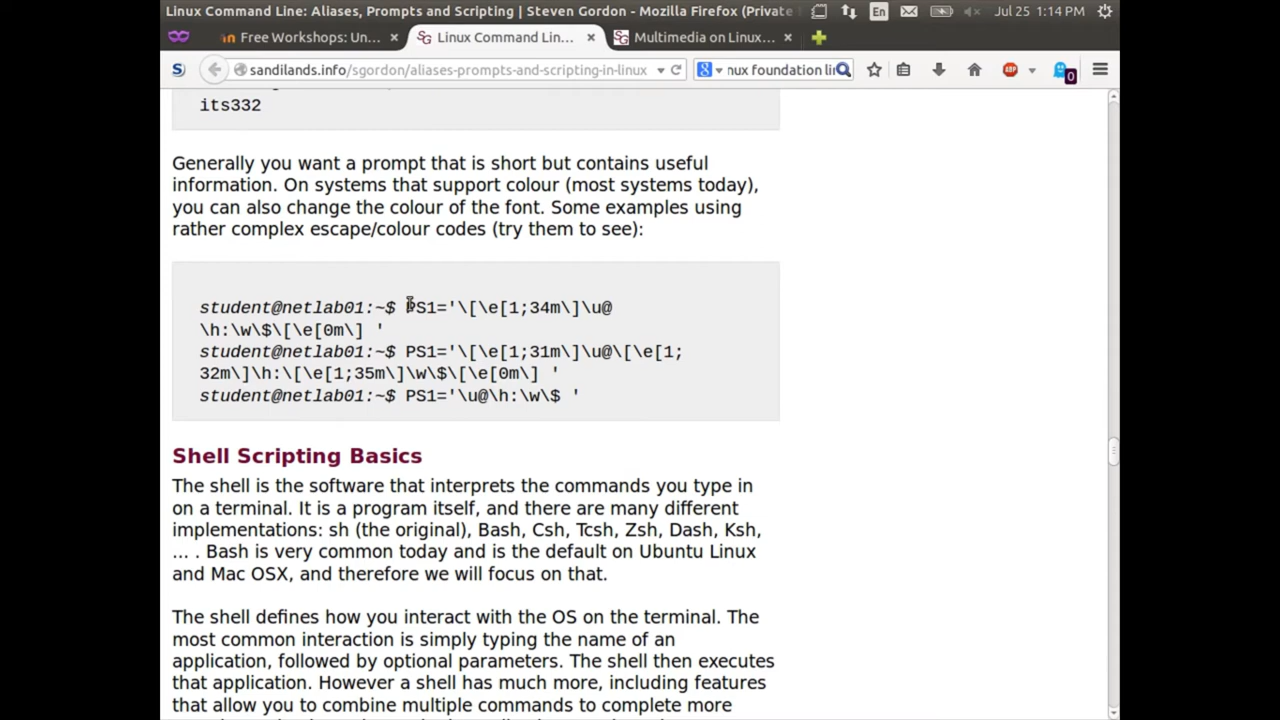 Linux Command Line: Aliases, Prompts and Scripting | Steven Gordon - Mozilla Firefox (Private
En
Jul 25 1:14 PM
Free Workshops: Un... ×
Linux Command Lin... ×
Multimedia on Linux... ×
sandilands.info/sgordon/aliases-prompts-and-scripting-in-linux
nux foundation lin
ABP
0
its332
Generally you want a prompt that is short but contains useful
information. On systems that support colour (most systems today),
you can also change the colour of the font. Some examples using
rather complex escape/colour codes (try them to see):
student@netlab01:~$ PS1='\[\e[1;34m\]\u@
\h:\w\$\[\e[0m\] '
student@netlab01:~$ PS1='\[\e[1;31m\]\u@\[\e[1;
32m\]\h:\[\e[1;35m\]\w\$\[\e[0m\] '
student@netlab01:~$ PS1='\u@\h:\w\$ '
Shell Scripting Basics
The shell is the software that interprets the commands you type in
on a terminal. It is a program itself, and there are many different
implementations: sh (the original), Bash, Csh, Tcsh, Zsh, Dash, Ksh,
... . Bash is very common today and is the default on Ubuntu Linux
and Mac OSX, and therefore we will focus on that.
The shell defines how you interact with the OS on the terminal. The
most common interaction is simply typing the name of an
application, followed by optional parameters. The shell then executes
that application. However a shell has much more, including features
that allow you to combine multiple commands to complete more